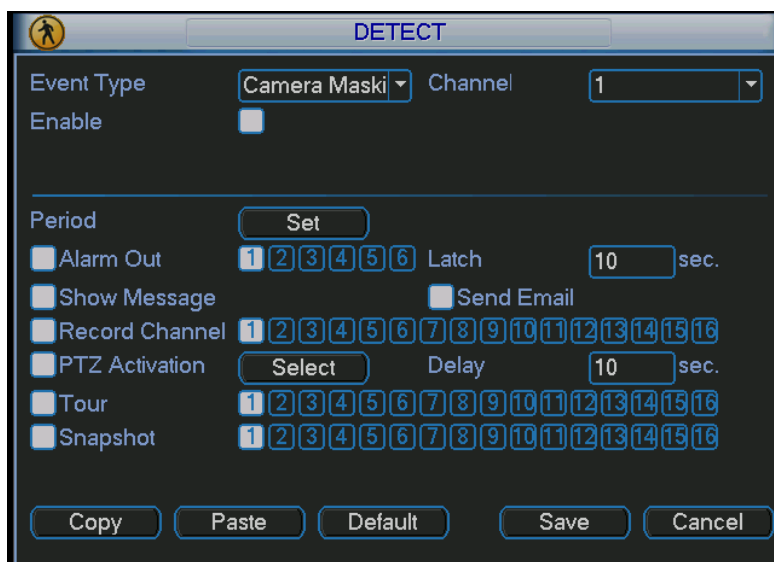 DETECT
Event Type Camera Maski Channel 1
Enable
Period Set
Alarm Out 1 2 3 4 5 6 Latch 10 sec.
Show Message Send Email
Record Channel 1 2 3 4 5 6 7 8 9 10 11 12 13 14 15 16
PTZ Activation Select Delay 10 sec.
Tour 1 2 3 4 5 6 7 8 9 10 11 12 13 14 15 16
Snapshot 1 2 3 4 5 6 7 8 9 10 11 12 13 14 15 16
Copy Paste Default Save Cancel